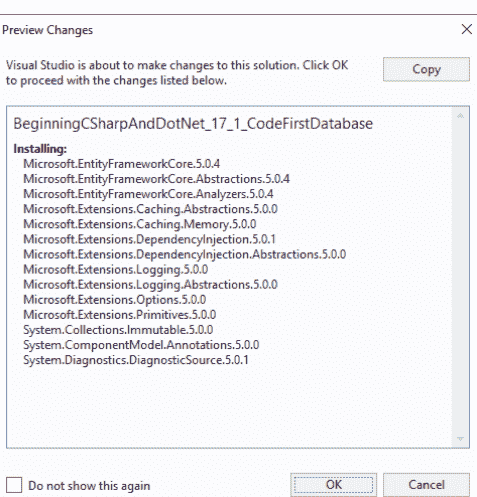 Preview Changes
Visual Studio is about to make changes to this solution. Click OK
to proceed with the changes listed below.
Copy
BeginningCSharpAndDotNet_17_1_CodeFirstDatabase
Installing:
Microsoft.EntityFrameworkCore.5.0.4
Microsoft.EntityFrameworkCore.Abstractions.5.0.4
Microsoft.EntityFrameworkCore.Analyzers.5.0.4
Microsoft.Extensions.Caching.Abstractions.5.0.0
Microsoft.Extensions.Caching.Memory.5.0.0
Microsoft.Extensions.DependencyInjection.5.0.1
Microsoft.Extensions.DependencyInjection.Abstractions.5.0.0
Microsoft.Extensions.Logging.5.0.0
Microsoft.Extensions.Logging.Abstractions.5.0.0
Microsoft.Extensions.Options.5.0.0
Microsoft.Extensions.Primitives.5.0.0
System.Collections.Immutable.5.0.0
System.ComponentModel.Annotations.5.0.0
System.Diagnostics.DiagnosticSource.5.0.1
Do not show this again
OK
Cancel